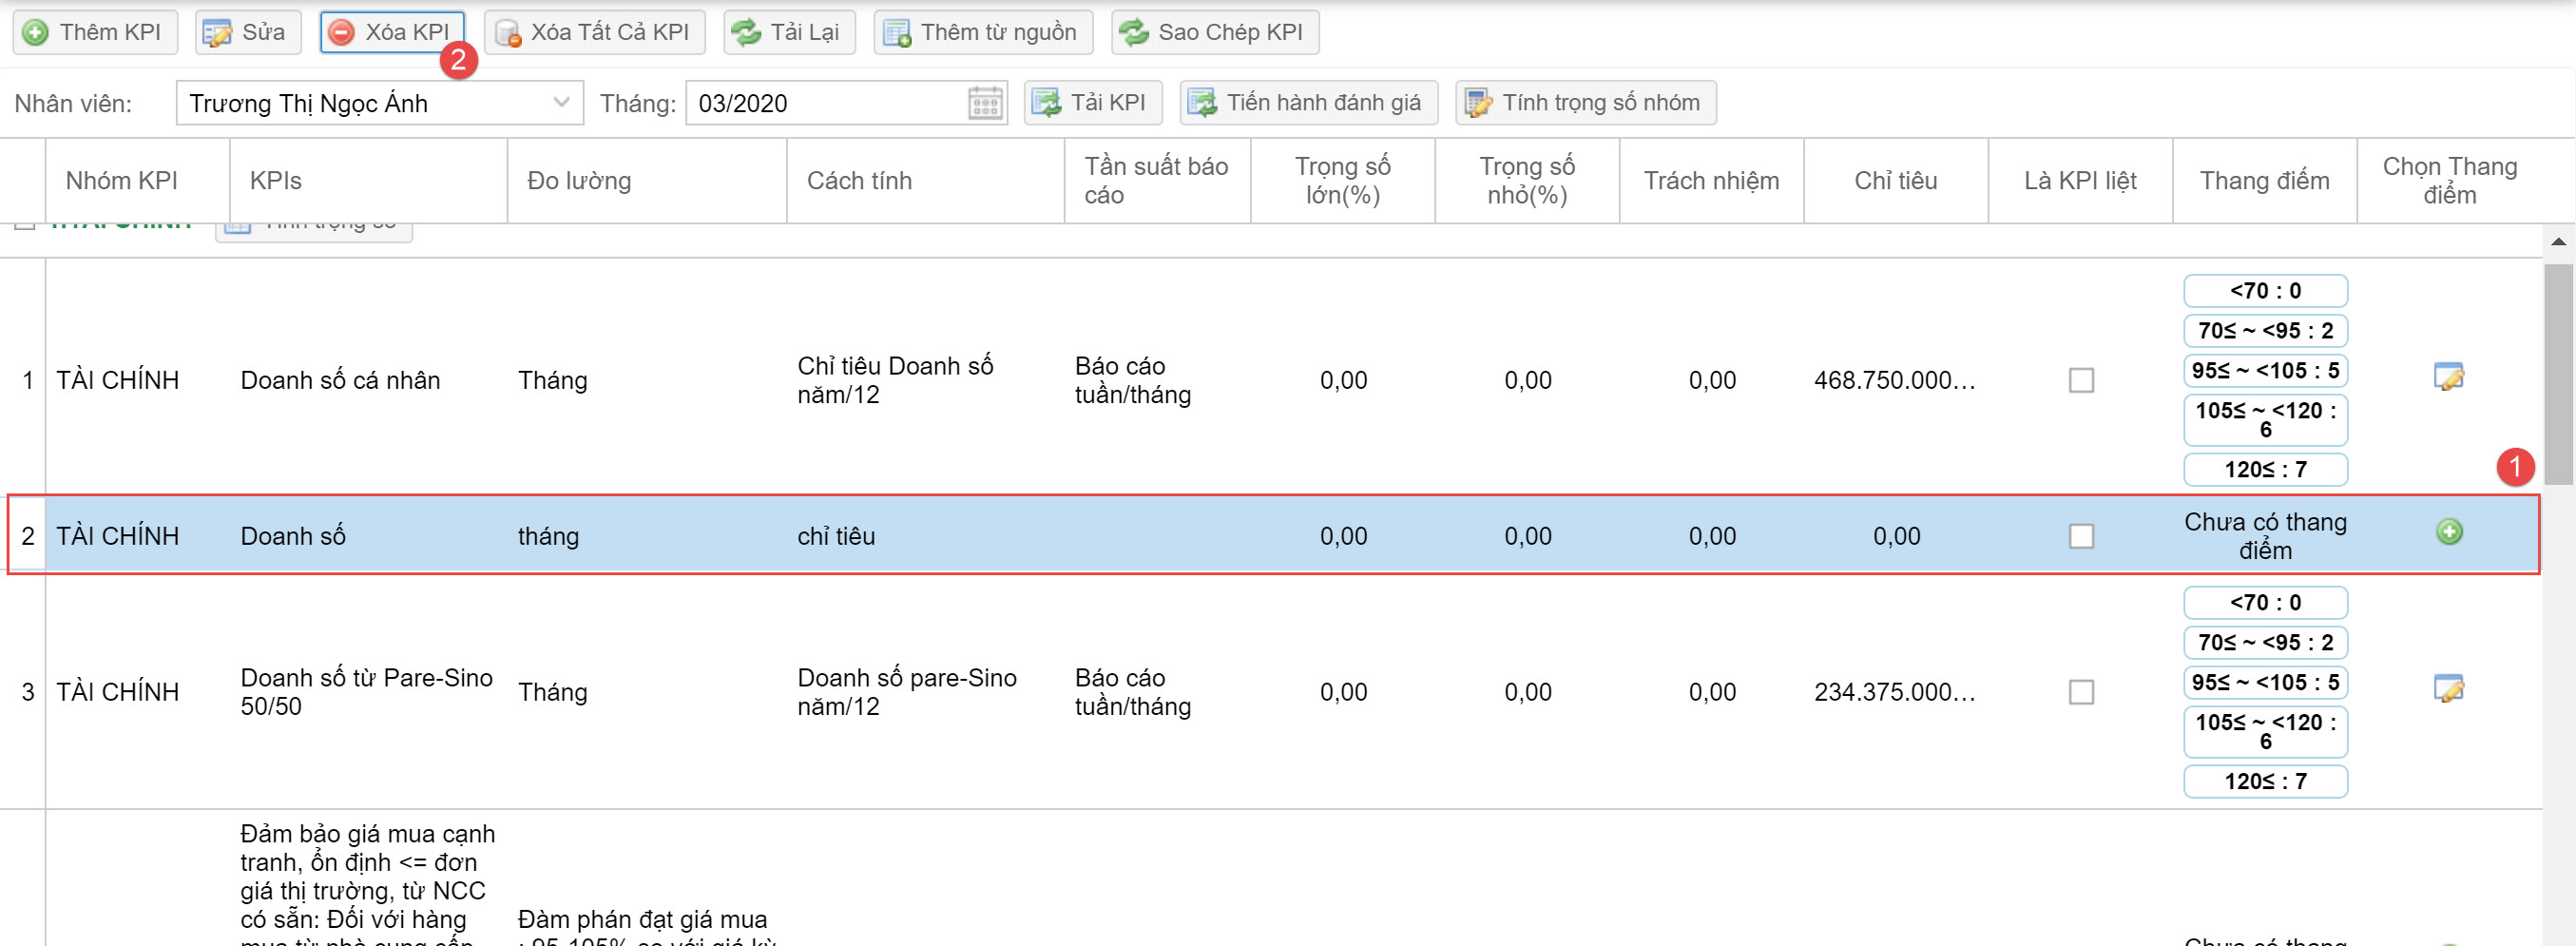 Thêm KPI Sửa Xóa KPI Xóa Tất Cả KPI Tải Lại Thêm từ nguồn Sao Chép KPI
2
Nhân viên: Trương Thị Ngọc Ánh Tháng: 03/2020 Tải KPI Tiến hành đánh giá Tính trọng số nhóm
Nhóm KPI KPIs Đo lường Cách tính Tần suất báo cáo Trọng số lớn(%) Trọng số nhỏ(%) Trách nhiệm Chỉ tiêu Là KPI liệt Thang điểm Chọn Thang điểm
1 TÀI CHÍNH Doanh số cá nhân Tháng Chỉ tiêu Doanh số năm/12 Báo cáo tuần/tháng 0,00 0,00 0,00 468.750.000...
<70 : 0
70≤ ~ <95 : 2
95≤ ~ <105 : 5
105≤ ~ <120 :
6
120≤ : 7
1
2 TÀI CHÍNH Doanh số tháng chỉ tiêu 0,00 0,00 0,00 0,00 Chưa có thang điểm
3 TÀI CHÍNH Doanh số từ Pare-Sino 50/50 Tháng Doanh số pare-Sino năm/12 Báo cáo tuần/tháng 0,00 0,00 0,00 234.375.000...
<70 : 0
70≤ ~ <95 : 2
95≤ ~ <105 : 5
105≤ ~ <120 :
6
120≤ : 7
Đảm bảo giá mua cạnh
tranh, ổn định <= đơn
giá thị trường, từ NCC
có sẵn: Đối với hàng
Đàm phán đạt giá mua